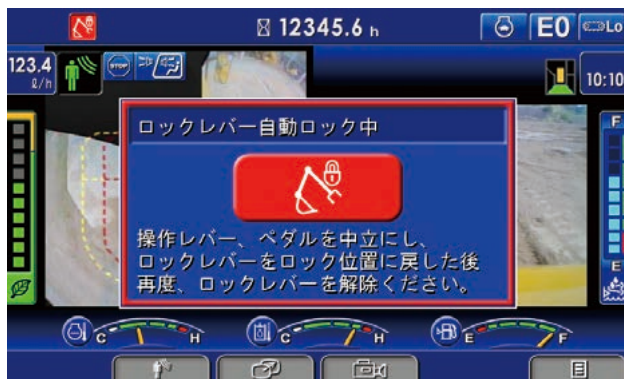 12345.6 h
E0
Lo
123.4
ℓ/h
STOP
10:10
ロックレバー自動ロック中
F
操作レバー、ペダルを中立にし、
ロックレバーをロック位置に戻した後
再度、ロックレバーを解除ください。
E
C H
C H
E F